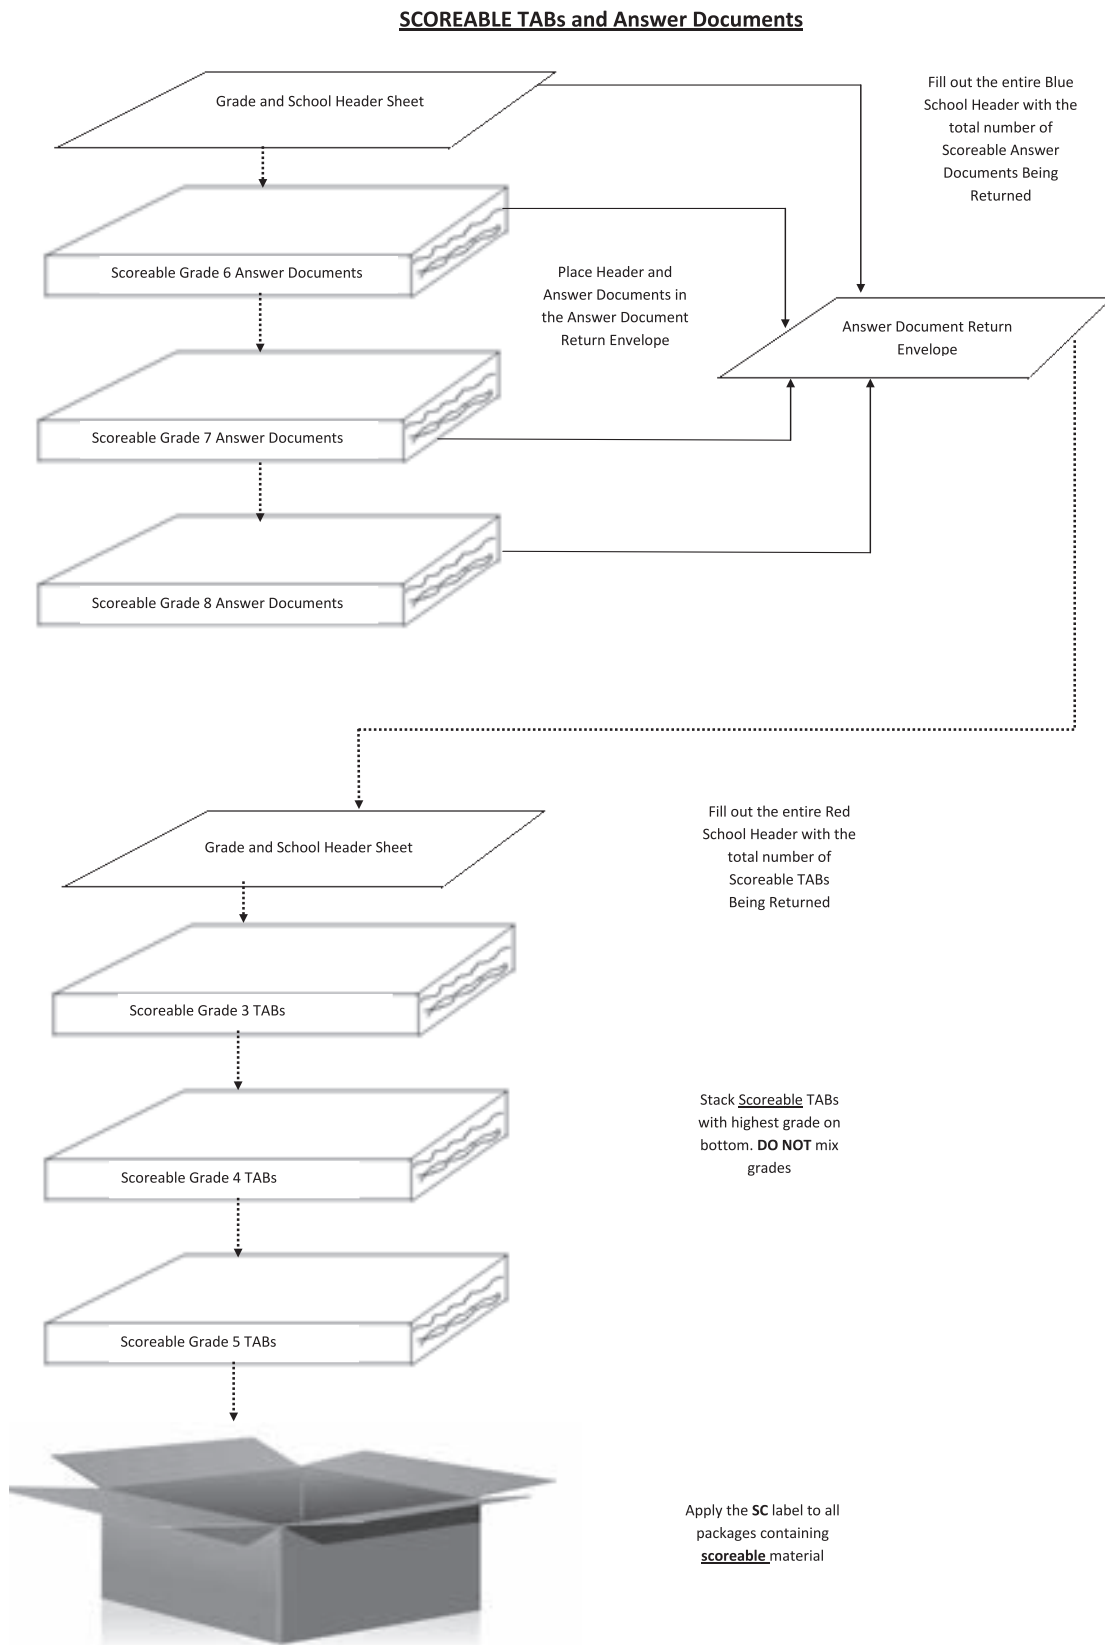 SCOREABLE TABs and Answer Documents
Grade and School Header Sheet
Fill out the entire Blue
School Header with the
total number of
Scoreable Answer
Documents Being
Returned
Scoreable Grade 6 Answer Documents
Place Header and
Answer Documents in
the Answer Document
Return Envelope
Answer Document Return
Envelope
Scoreable Grade 7 Answer Documents
Scoreable Grade 8 Answer Documents
Grade and School Header Sheet
Fill out the entire Red
School Header with the
total number of
Scoreable TABs
Being Returned
Scoreable Grade 3 TABs
Stack Scoreable TABs
with highest grade on
bottom. DO NOT mix
grades
Scoreable Grade 4 TABs
Scoreable Grade 5 TABs
Apply the SC label to all
packages containing
scoreable material